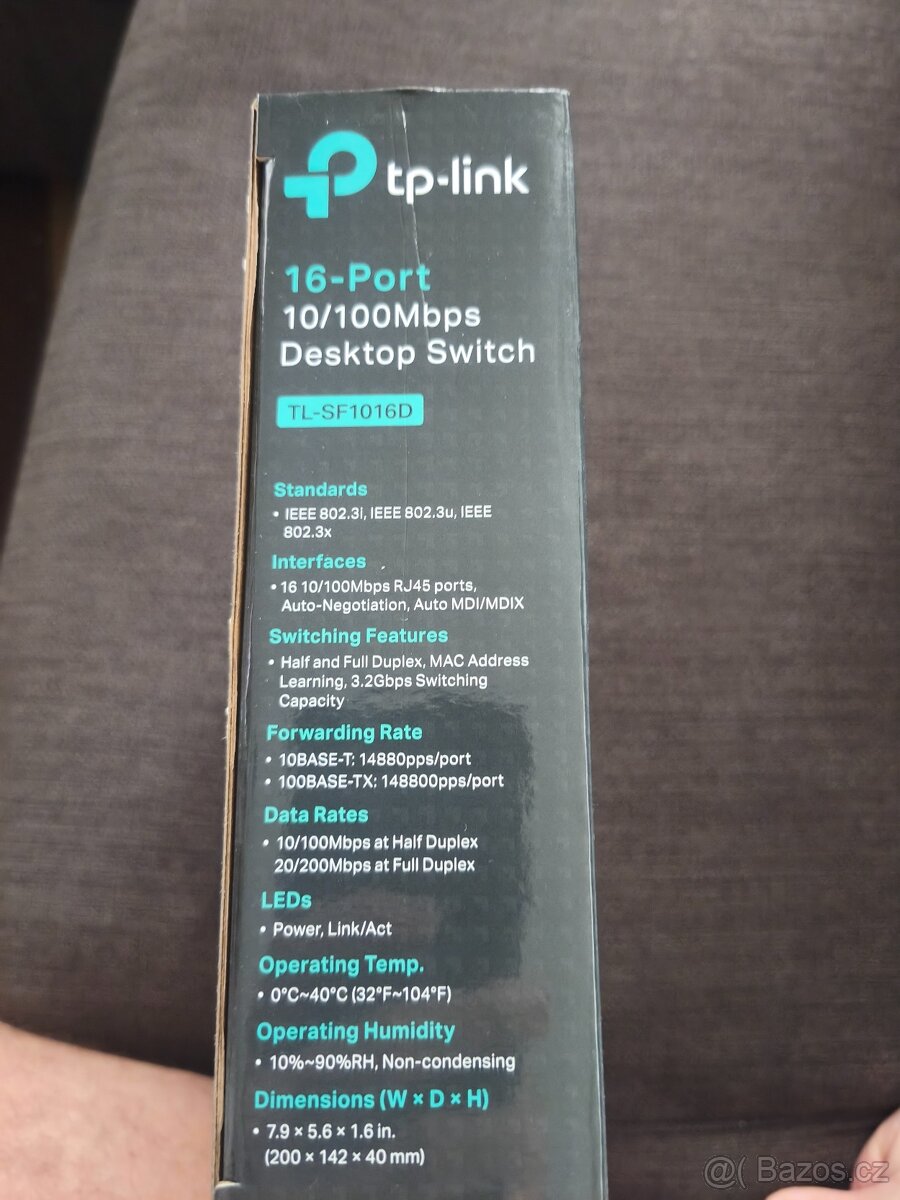 tp-link
16-Port
10/100Mbps
Desktop Switch
TL-SF1016D
Standards
• IEEE 802.3i, IEEE 802.3u, IEEE
802.3x
Interfaces
• 16 10/100Mbps RJ45 ports,
Auto-Negotiation, Auto MDI/MDIX
Switching Features
• Half and Full Duplex, MAC Address
Learning, 3.2Gbps Switching
Capacity
Forwarding Rate
• 10BASE-T: 14880pps/port
• 100BASE-TX: 148800pps/port
Data Rates
• 10/100Mbps at Half Duplex
20/200Mbps at Full Duplex
LEDs
• Power, Link/Act
Operating Temp.
• 0°C~40°C (32°F~104°F)
Operating Humidity
• 10%~90%RH, Non-condensing
Dimensions (W × D × H)
• 7.9 × 5.6 × 1.6 in.
(200 × 142 × 40 mm)
@( Bazos.cz